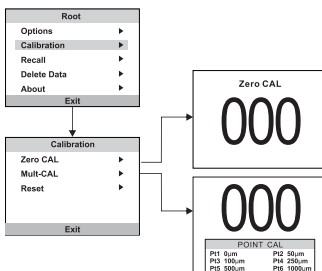 Root
Options
Calibration
Recall
Delete Data
About
Exit
Calibration
Zero CAL
Mult-CAL
Reset
Exit
Zero CAL
000
000
POINT CAL
Pt1 0μm Pt2 50μm
Pt3 100μm Pt4 250μm
Pt5 500μm Pt6 1000μm